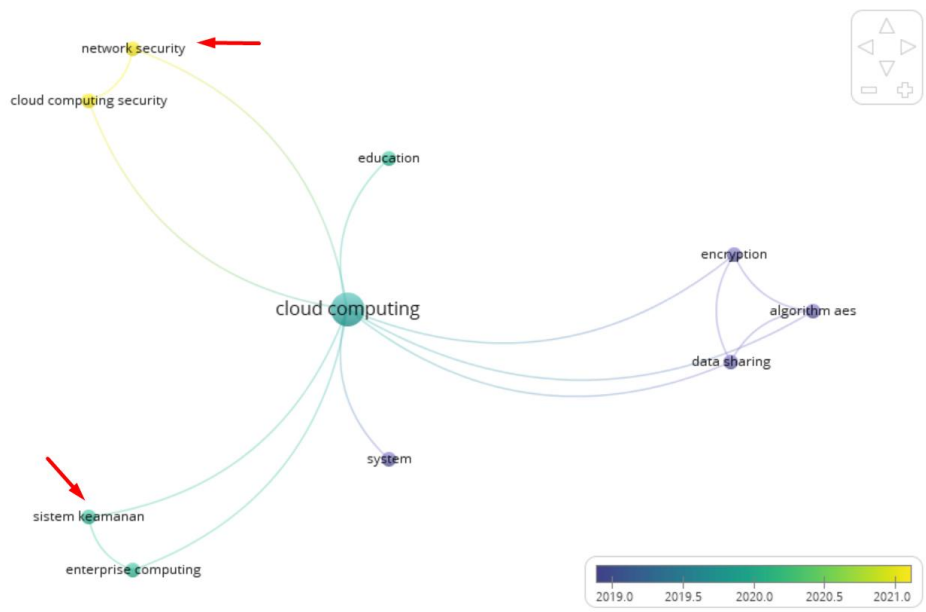 network security
cloud computing security
education
encryption
cloud computing
algorithm aes
data sharing
system
sistem keamanan
enterprise computing
2019.0 2019.5 2020.0 2020.5 2021.0